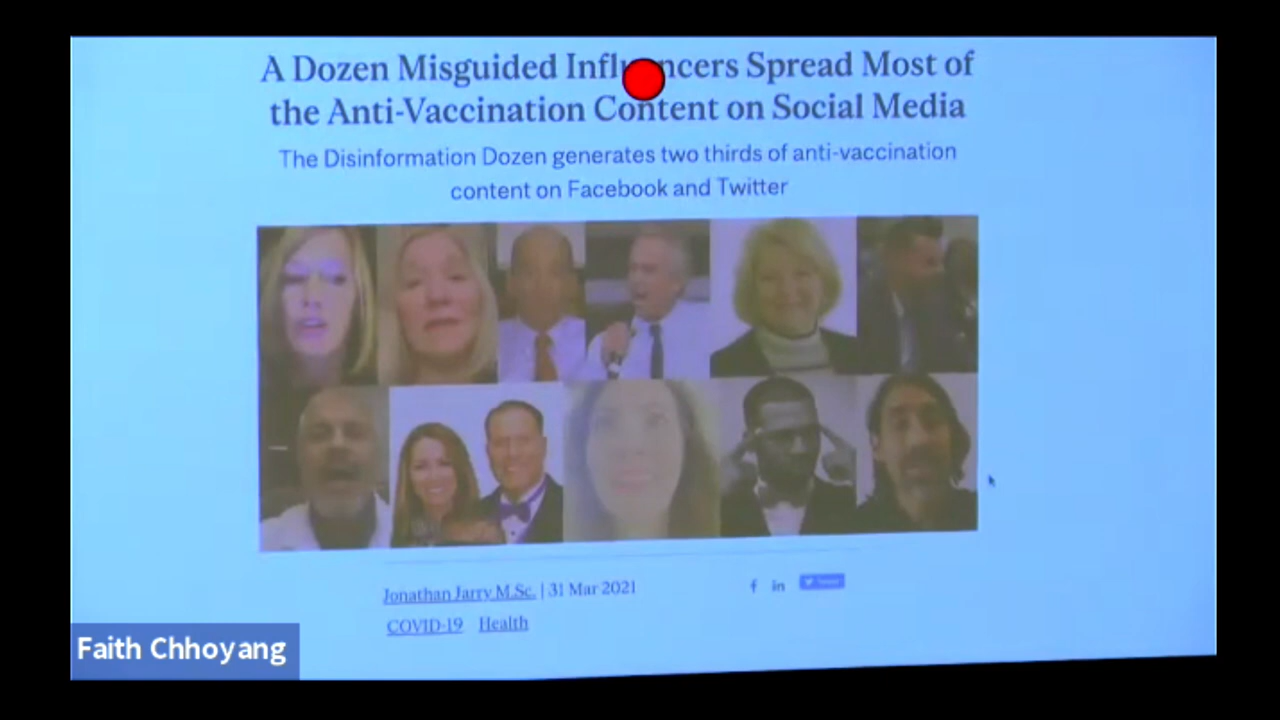 A Dozen Misguided Influencers Spread Most of
the Anti-Vaccination Content on Social Media
The Disinformation Dozen generates two thirds of anti-vaccination
content on Facebook and Twitter
Jonathan Jarry M.Sc. | 31 Mar 2021
f in
COVID-19 Health
Faith Chhoyang